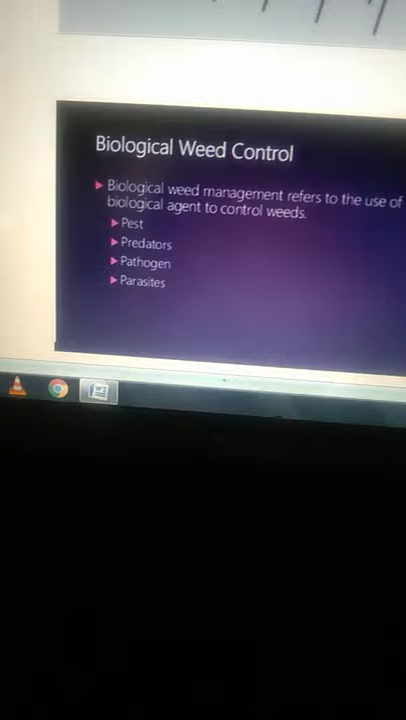 Biological Weed Control
Biological weed management refers to the use of
biological agent to control weeds.
Pest
Predators
Pathogen
Parasites